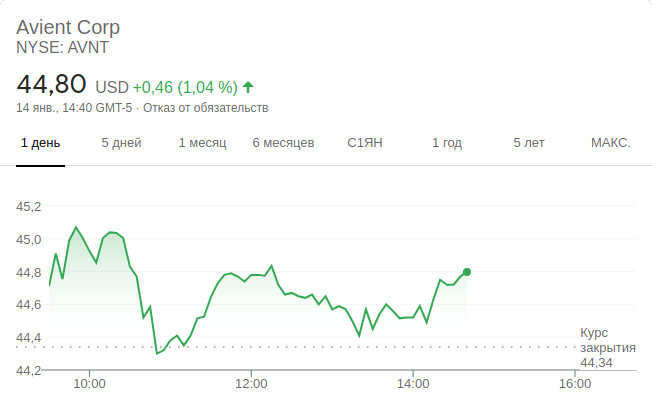 Avient Corp
NYSE: AVNT
44,80 USD +0,46 (1,04 %)
14 янв., 14:40 GMT-5 · Отказ от обязательств
1 день 5 дней 1 месяц 6 месяцев С1ЯН 1 год 5 лет МАКС.
45,2
45,0
44,8
44,6
44,4
44,2
Курс
закрытия
44,34
10:00 12:00 14:00 16:00